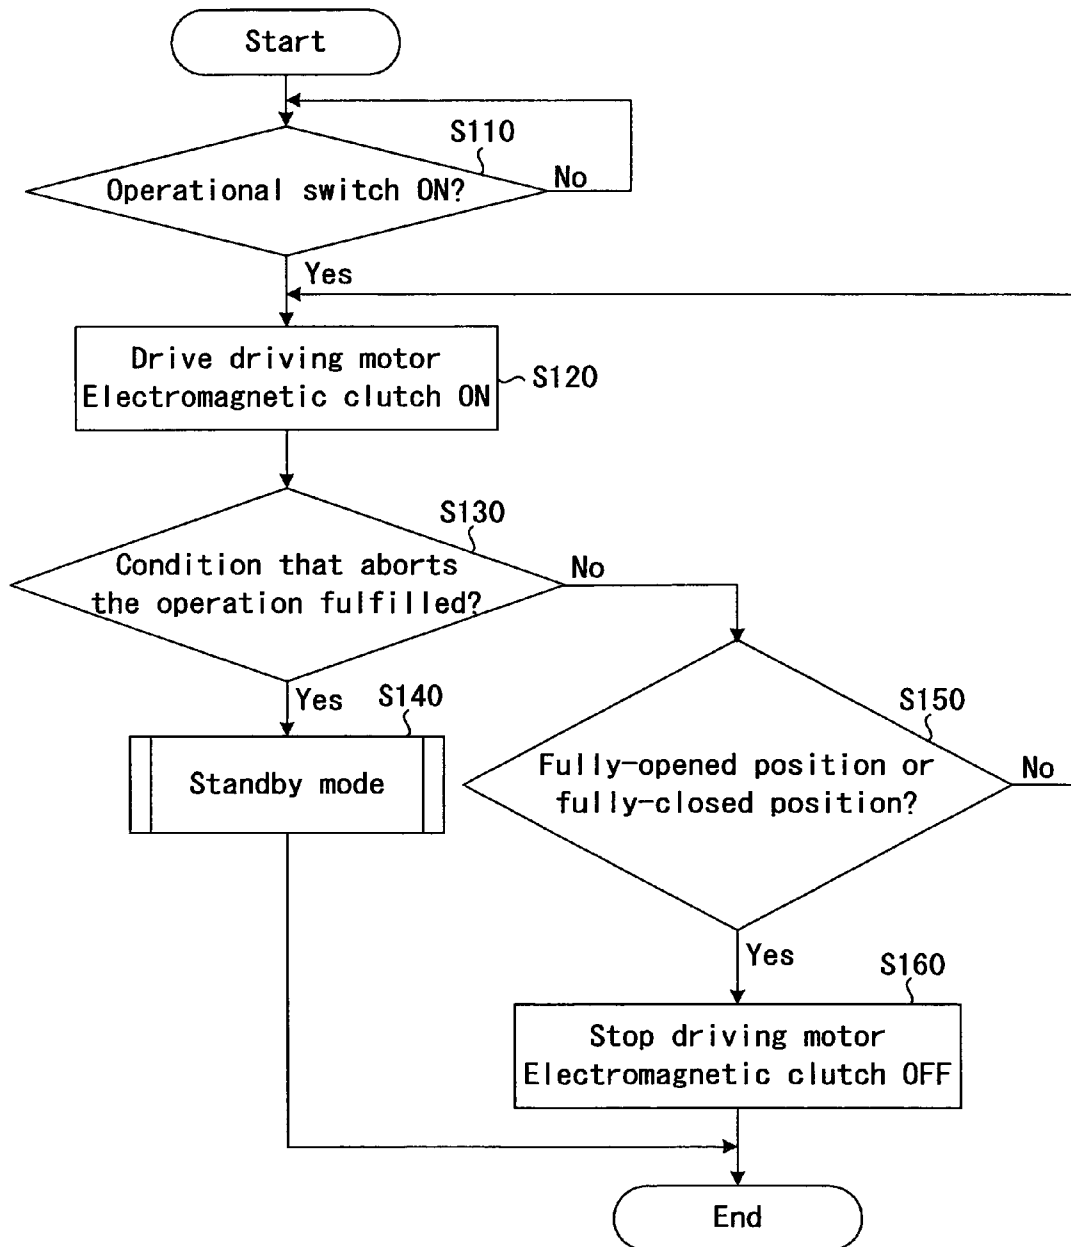 Start
S110
Operational switch ON?
No
Yes
Drive driving motor
Electromagnetic clutch ON
S120
S130
Condition that aborts
the operation fulfilled?
No
Yes
S140
Standby mode
S150
Fully-opened position or
fully-closed position?
No
Yes
S160
Stop driving motor
Electromagnetic clutch OFF
End